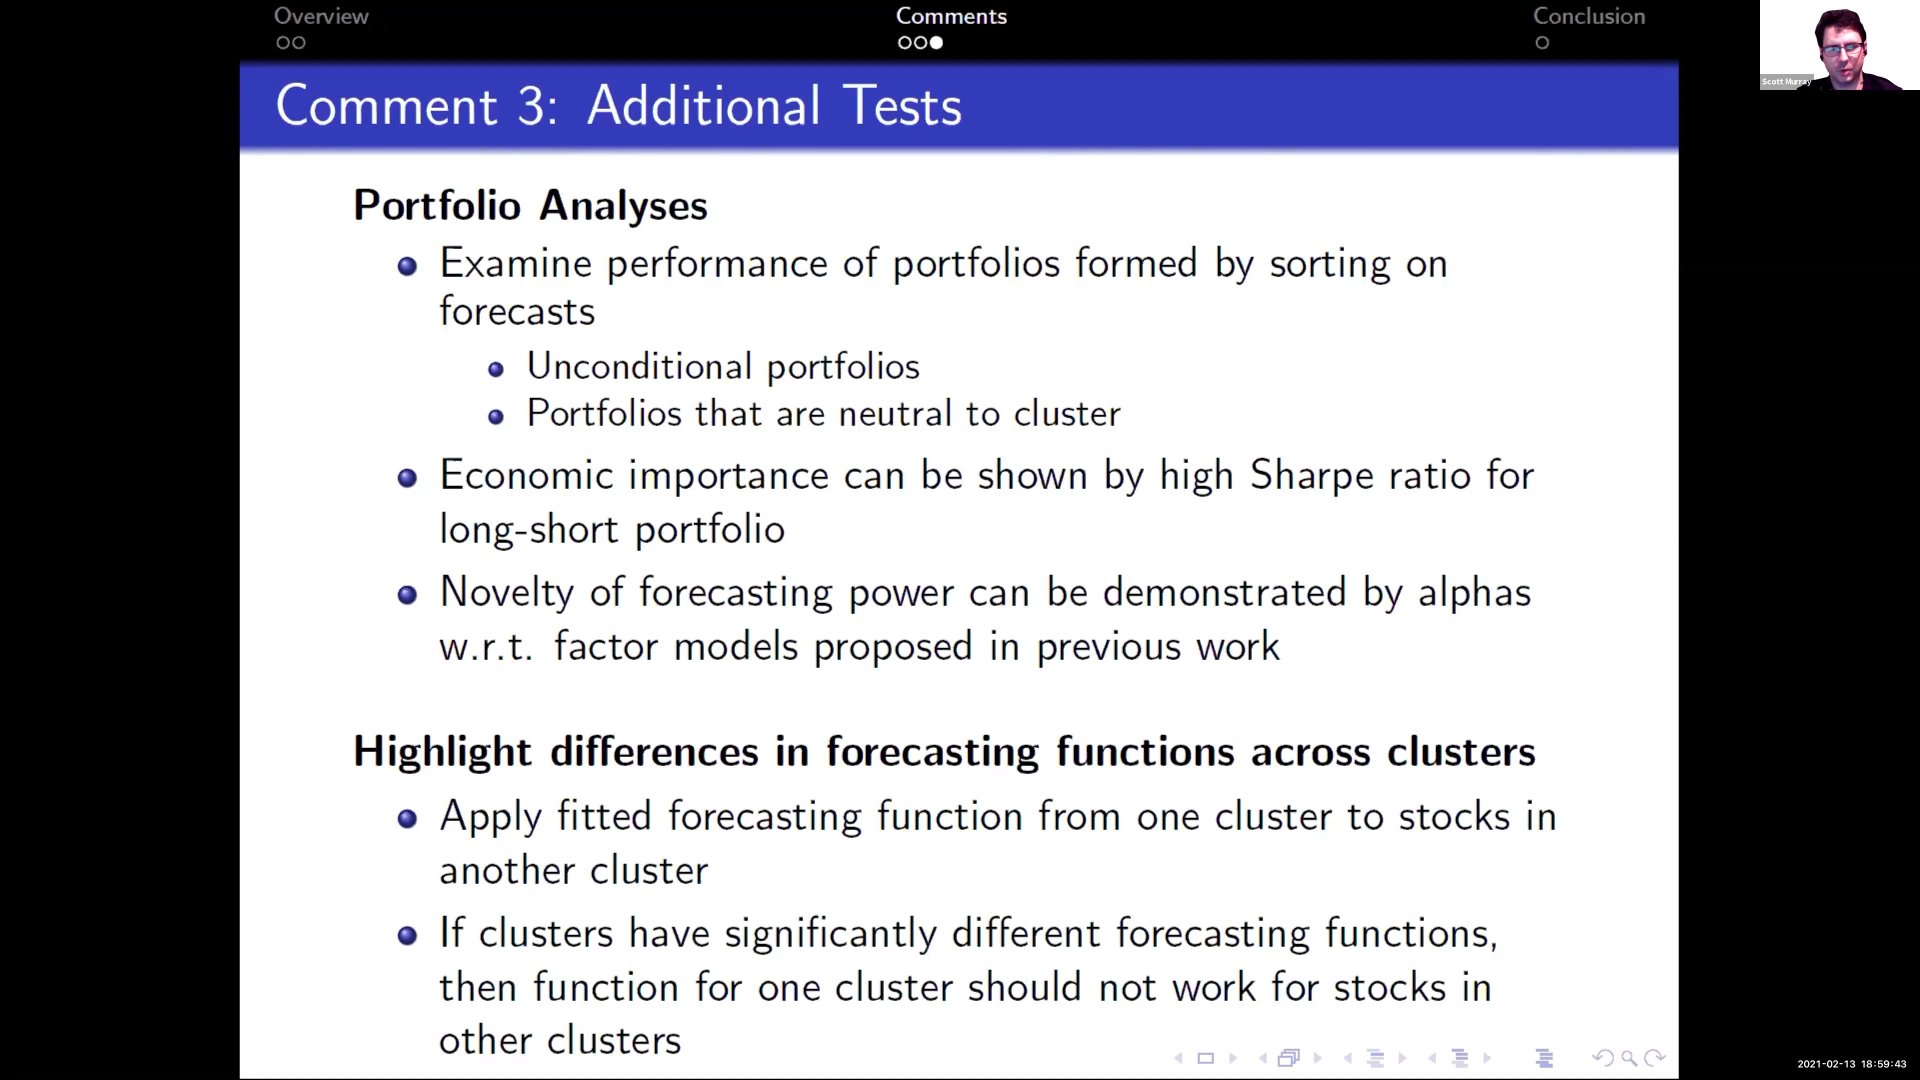 Overview
Comments
Conclusion
Scott Murray
Comment 3: Additional Tests
Portfolio Analyses
Examine performance of portfolios formed by sorting on
forecasts
Unconditional portfolios
Portfolios that are neutral to cluster
Economic importance can be shown by high Sharpe ratio for
long-short portfolio
Novelty of forecasting power can be demonstrated by alphas
w.r.t. factor models proposed in previous work
Highlight differences in forecasting functions across clusters
Apply fitted forecasting function from one cluster to stocks in
another cluster
If clusters have significantly different forecasting functions,
then function for one cluster should not work for stocks in
other clusters
2021-02-13 18:59:43